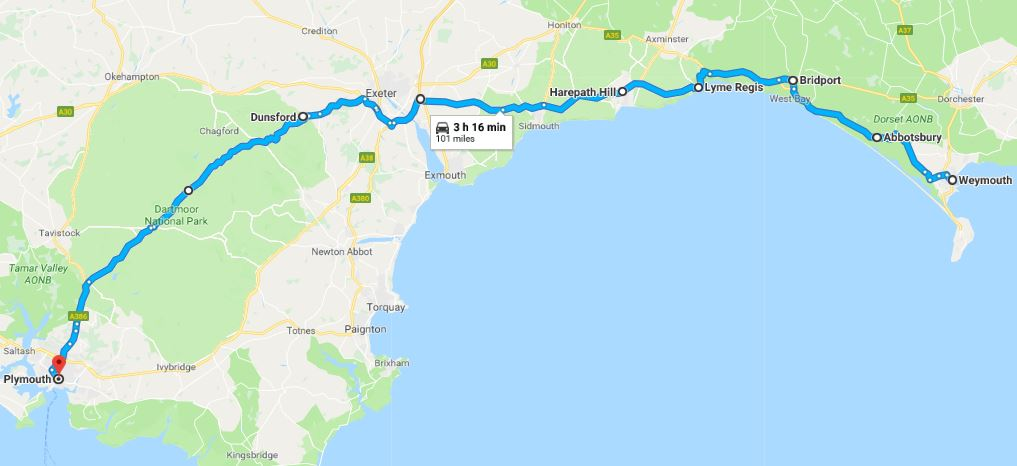 Crediton
Honiton
A35
Axminster
A37
Okehampton
A30
A30
Exeter
Harepath Hill
Lyme Regis
Bridport
West Bay
A35
Dorchester
Dunsford
Chagford
3 h 16 min
101 miles
Sidmouth
Dorset AONB
Abbotsbury
A38
Exmouth
A380
Weymouth
Dartmoor
National Park
Tavistock
Newton Abbot
Tamar Valley
AONB
A386
Torquay
Totnes
Paignton
Saltash
Ivybridge
Brixham
Plymouth
Kingsbridge